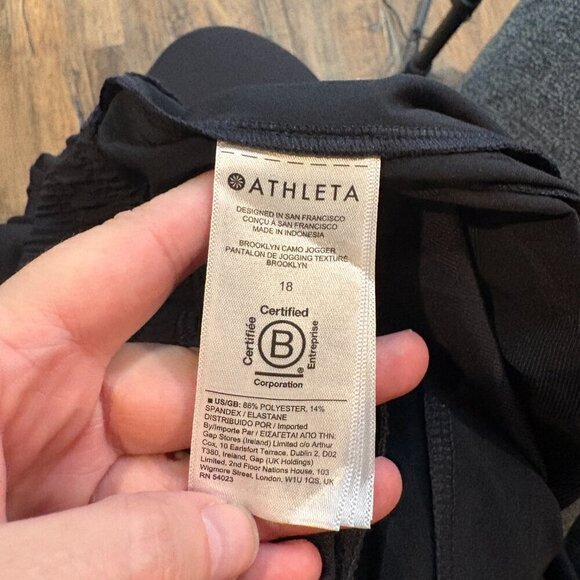 ATHLETA
DESIGNED IN SAN FRANCISCO
CONÇU À SAN FRANCISCO
MADE IN INDONESIA
BROOKLYN CAMO JOGGER
PANTALON DE JOGGING TEXTURÉ
BROOKLYN
18
Certified
Certifiée
B
®
Entreprise
Corporation
■ US/GB: 86% POLYESTER, 14%
SPANDEX / ELASTANE
DISTRIBUIDO POR / Imported
By/Importe Par / ΕΙΣΑΓΕΤΑΙ ΑΠΟ ΤΗΝ:
Gap Stores (Ireland) Limited c/o Arthur
Cox, 10 Earlsfort Terrace, Dublin 2, D02
T380, Ireland, Gap (UK Holdings)
Limited, 2nd Floor Nations House, 103
Wigmore Street, London, W1U 1QS, UK
RN 54023